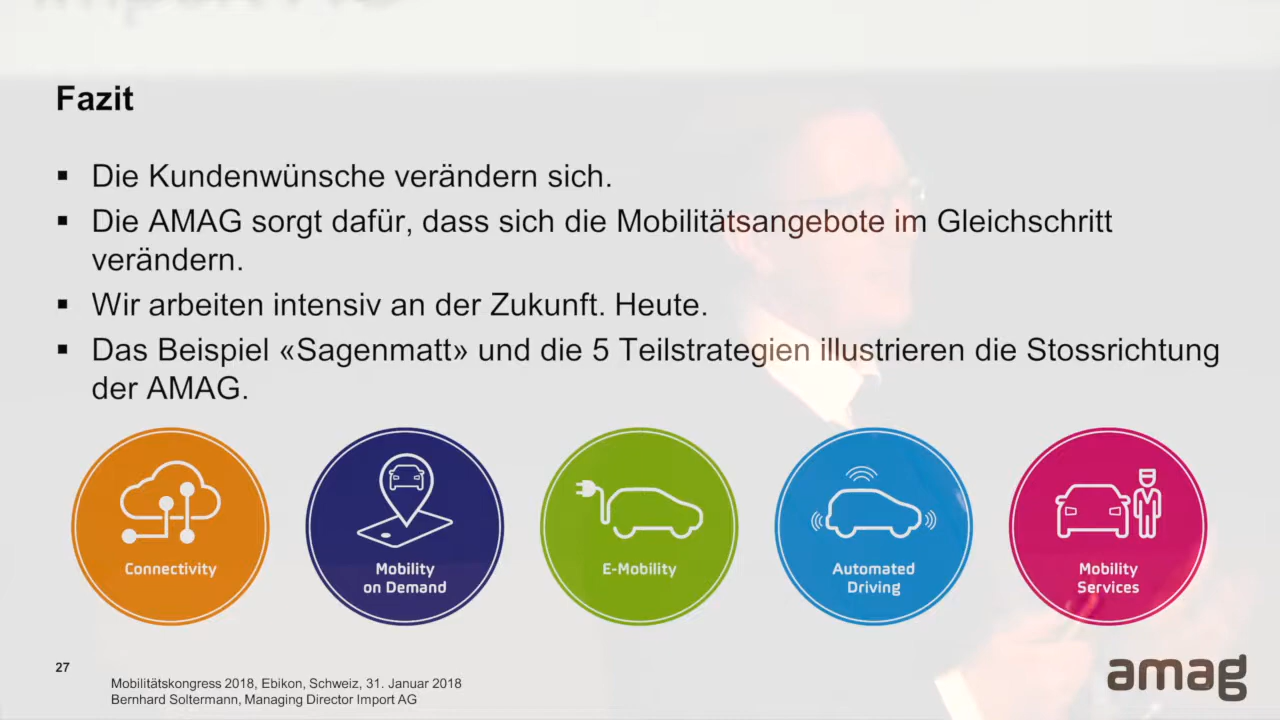 Fazit
▪ Die Kundenwünsche verändern sich.
▪ Die AMAG sorgt dafür, dass sich die Mobilitätsangebote im Gleichschritt
verändern.
▪ Wir arbeiten intensiv an der Zukunft. Heute.
▪ Das Beispiel «Sagenmatt» und die 5 Teilstrategien illustrieren die Stossrichtung
der AMAG.
Connectivity
Mobility
on Demand
E-Mobility
Automated
Driving
Mobility
Services
27
Mobilitätskongress 2018, Ebikon, Schweiz, 31. Januar 2018
Bernhard Soltermann, Managing Director Import AG
amag